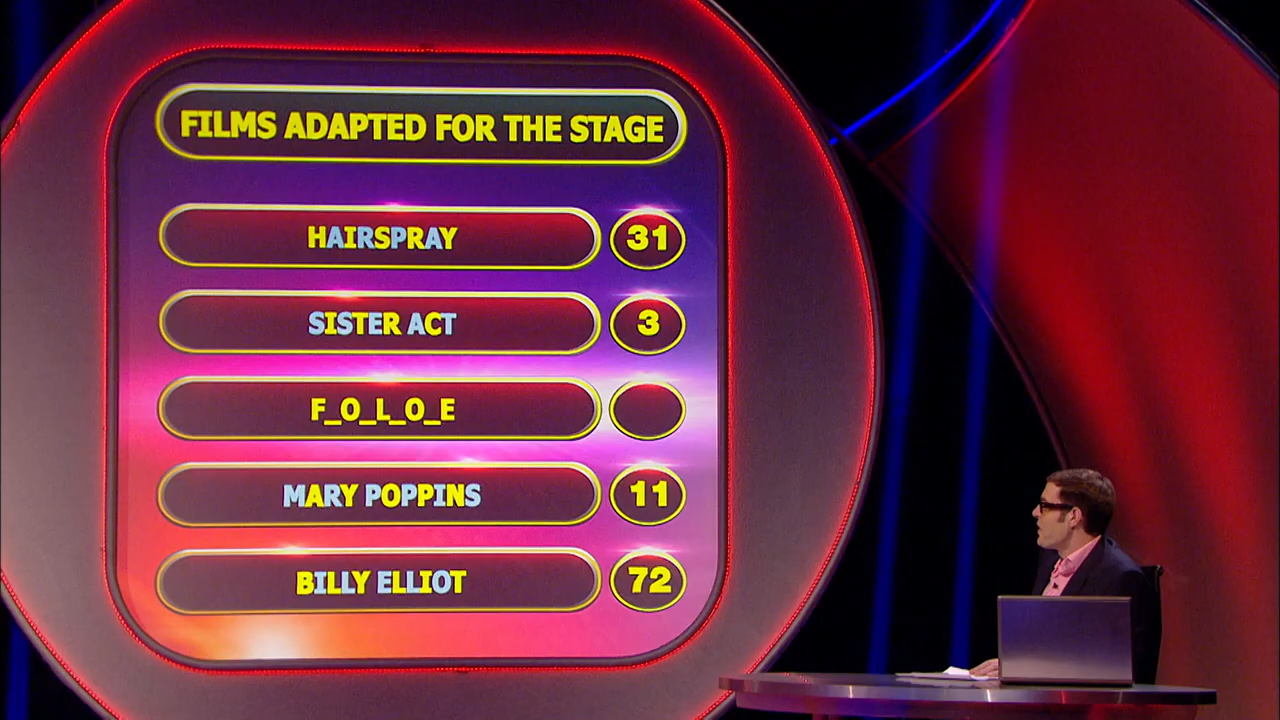 FILMS ADAPTED FOR THE STAGE
HAIRSPRAY 31
SISTER ACT 3
F_O_L_O_E
MARY POPPINS 11
BILLY ELLIOT 72